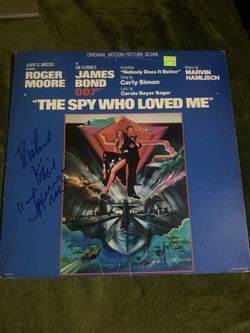 ORIGINAL MOTION PICTURE SCORE
ALBERT R. BROCCOLI
ROGER
MOORE
IAN FLEMING'S
JAMES
BOND
007
including
"Nobody Does It Better"
Sung by
Carly Simon
Lyric by
Carole Bayer Sager
Music by
MARVIN
HAMLISCH
"THE SPY WHO LOVED ME"
Richard
Kiel
"Jaws"